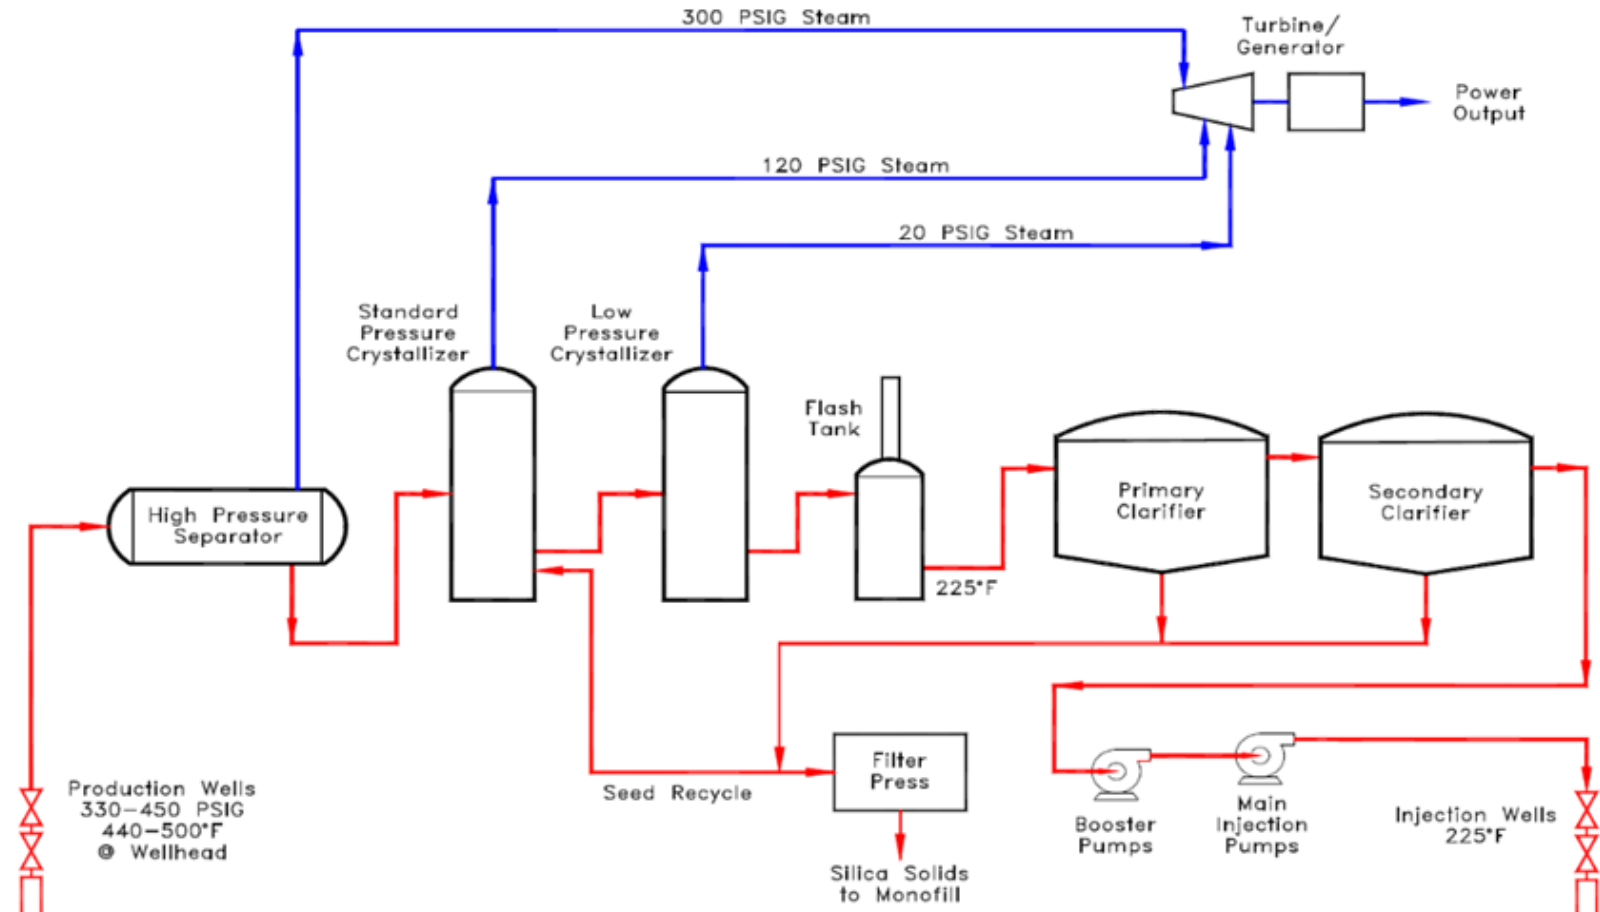 300 PSIG Steam
Turbine/
Generator
Power
Output
120 PSIG Steam
20 PSIG Steam
Standard
Pressure
Crystallizer
Low
Pressure
Crystallizer
Flash
Tank
High Pressure
Separator
Primary
Clarifier
Secondary
Clarifier
225°F
Production Wells
330-450 PSIG
440-500°F
@ Wellhead
Seed Recycle
Filter
Press
Silica Solids
to Monofill
Booster
Pumps
Main
Injection
Pumps
Injection Wells
225°F